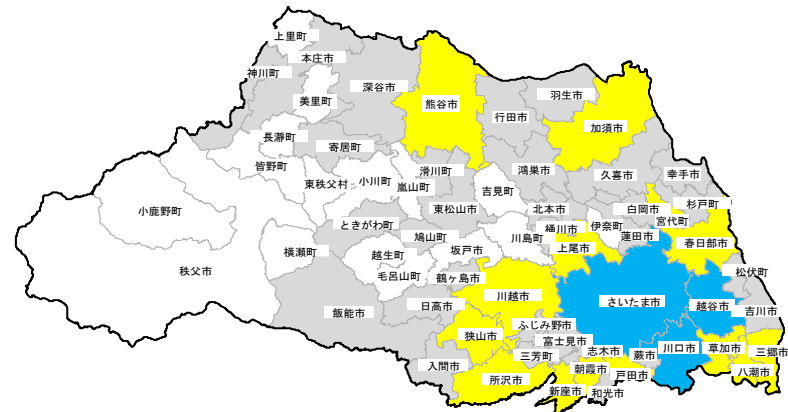 上里町
本庄市
神川町
深谷市
美里町
熊谷市
羽生市
行田市
加須市
長瀞町
寄居町
皆野町
東秩父村
小川町
嵐山町
滑川町
吉見町
鴻巣市
久喜市
幸手市
小鹿野町
東松山市
北本市
白岡市
杉戸町
宮代町
ときがわ町
鳩山町
川島町
桶川市
伊奈町
蓮田市
上尾市
春日部市
秩父市
横瀬町
越生町
坂戸市
毛呂山町
鶴ヶ島市
松伏町
飯能市
日高市
川越市
さいたま市
越谷市
吉川市
狭山市
ふじみ野市
富士見市
三芳町
志木市
蕨市
川口市
草加市
三郷市
入間市
所沢市
朝霞市
戸田市
八潮市
新座市
和光市